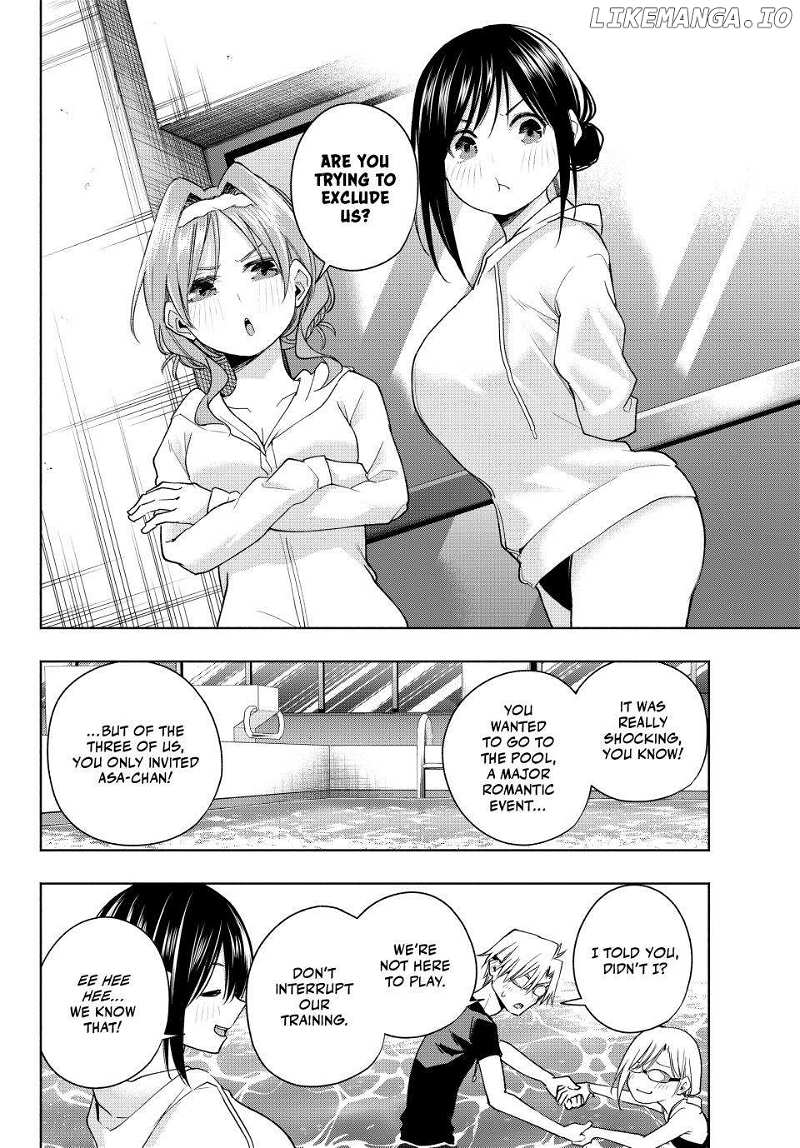 LIKEMANGA.IO
ARE YOU
TRYING TO
EXCLUDE
US?
IT WAS
REALLY
SHOCKING,
YOU KNOW!
YOU
WANTED
TO GO TO
THE POOL,
A MAJOR
ROMANTIC
EVENT...
...BUT OF THE
THREE OF US,
YOU ONLY INVITED
ASA-CHAN!
I TOLD YOU,
DIDN'T I?
WE'RE
NOT HERE
TO PLAY.
DON'T
INTERRUPT
OUR
TRAINING.
EE HEE
HEE...
WE KNOW
THAT!